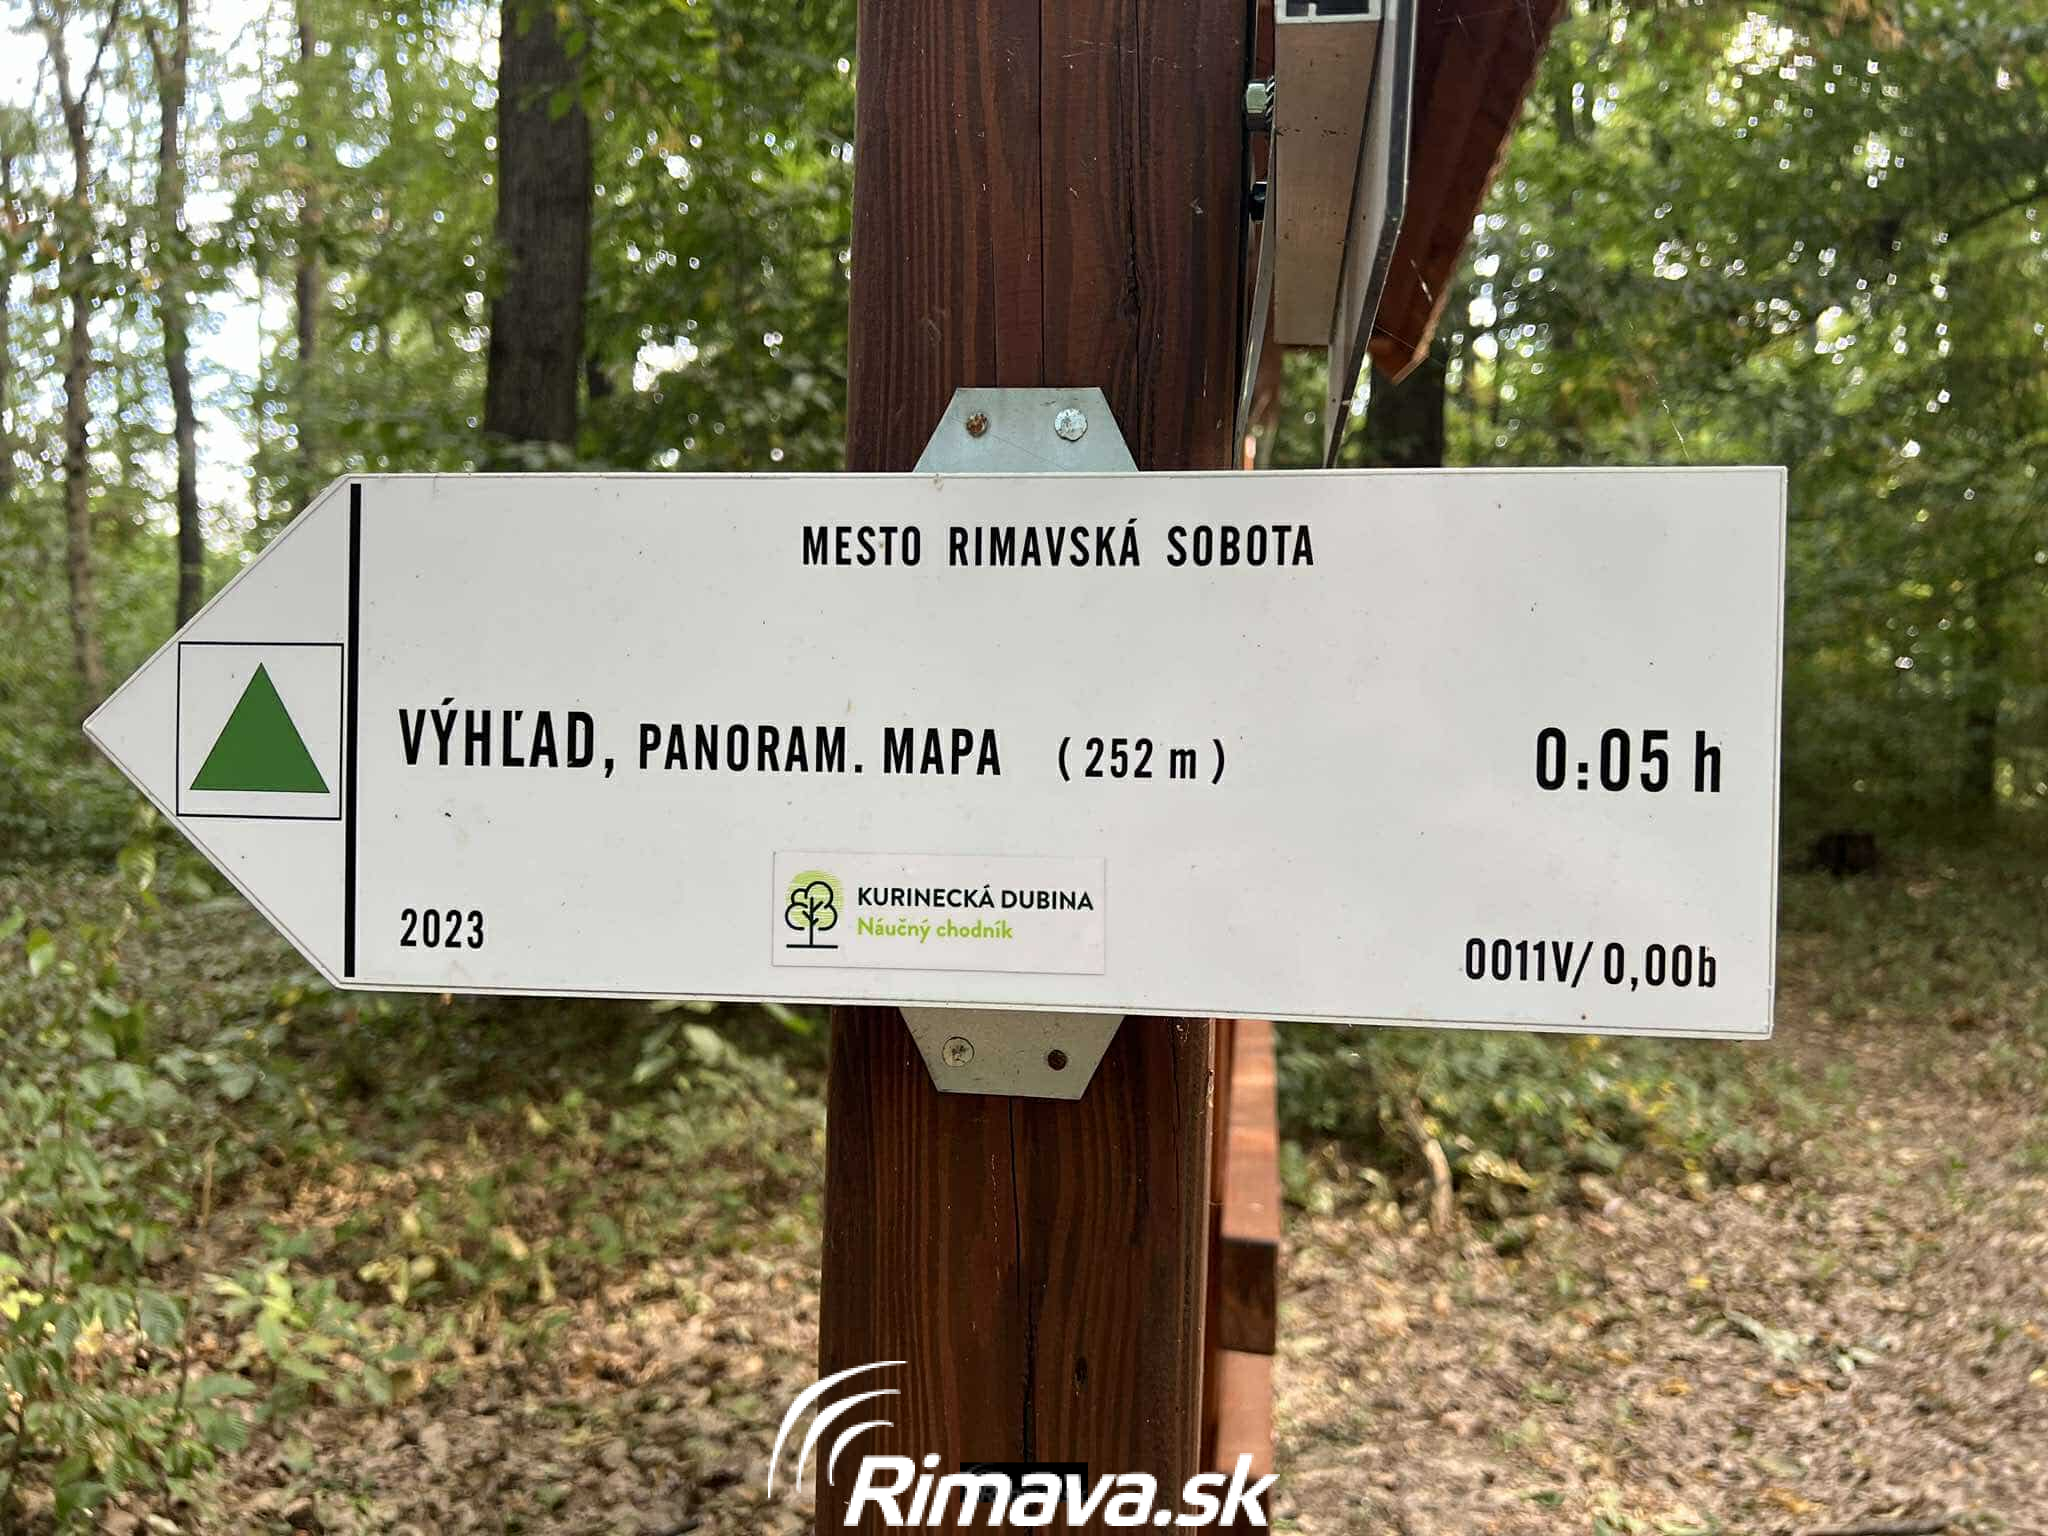 MESTO RIMAVSKÁ SOBOTA
VÝHĽAD, PANORAM. MAPA (252 m) 0:05 h
2023
KURINECKÁ DUBINA
Náučný chodník
0011V/0,00b
Rimava.sk